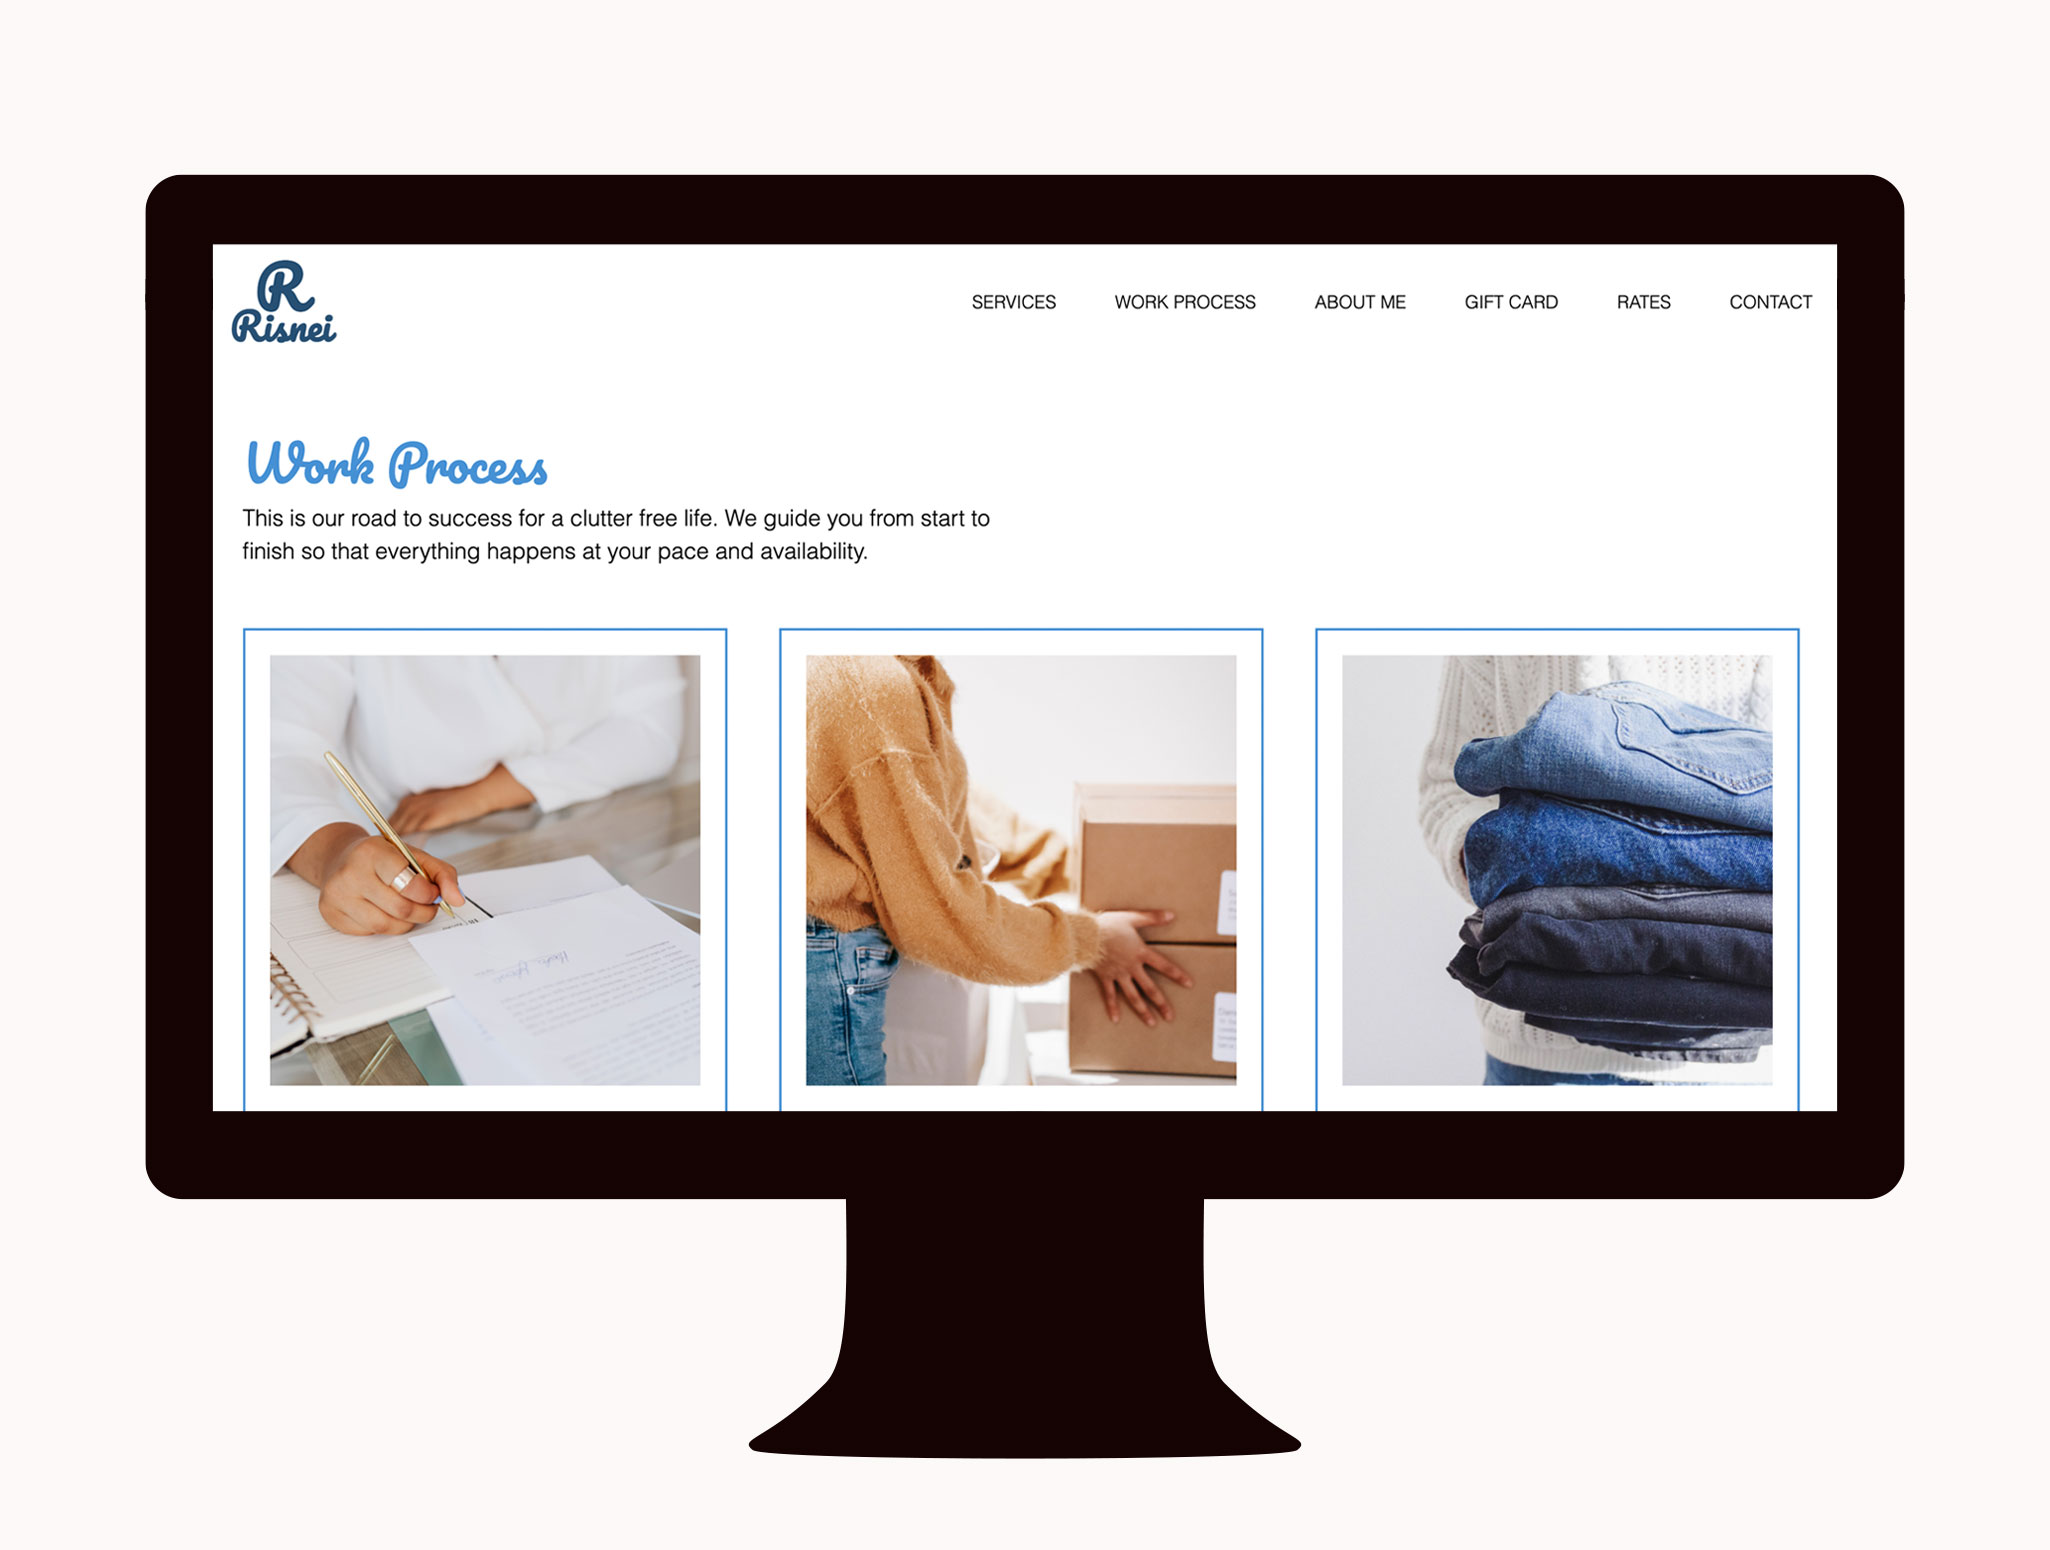 R
Risnei
SERVICES WORK PROCESS ABOUT ME GIFT CARD RATES CONTACT
Work Process
This is our road to success for a clutter free life. We guide you from start to
finish so that everything happens at your pace and availability.